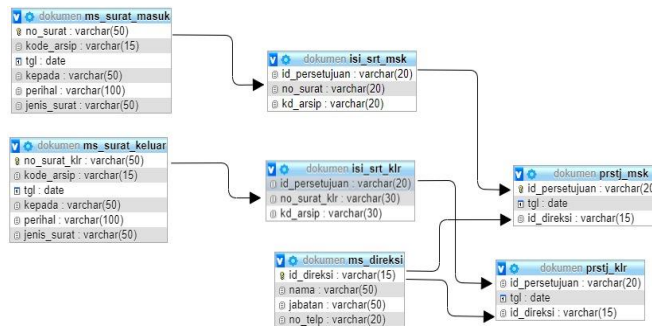 dokumen ms_surat_masuk
no_surat : varchar(50)
kode_arsip : varchar(15)
tgl : date
kepada : varchar(50)
perihal : varchar(100)
jenis_surat : varchar(50)
dokumen isi_srt_msk
id_persetujuan : varchar(20)
no_surat : varchar(20)
kd_arsip : varchar(20)
dokumen ms_surat_keluar
no_surat_klr : varchar(50)
kode_arsip : varchar(15)
tgl : date
kepada : varchar(50)
perihal : varchar(100)
jenis_surat : varchar(50)
dokumen isi_srt_klr
id_persetujuan : varchar(20)
no_surat_klr : varchar(30)
kd_arsip : varchar(30)
dokumen prstj_msk
id_persetujuan : varchar(20
tgl : date
id_direksi : varchar(15)
dokumen ms_direksi
id_direksi : varchar(15)
nama : varchar(50)
jabatan : varchar(50)
no_telp : varchar(20)
dokumen prstj_klr
id_persetujuan : varchar(20)
tgl : date
id_direksi : varchar(15)